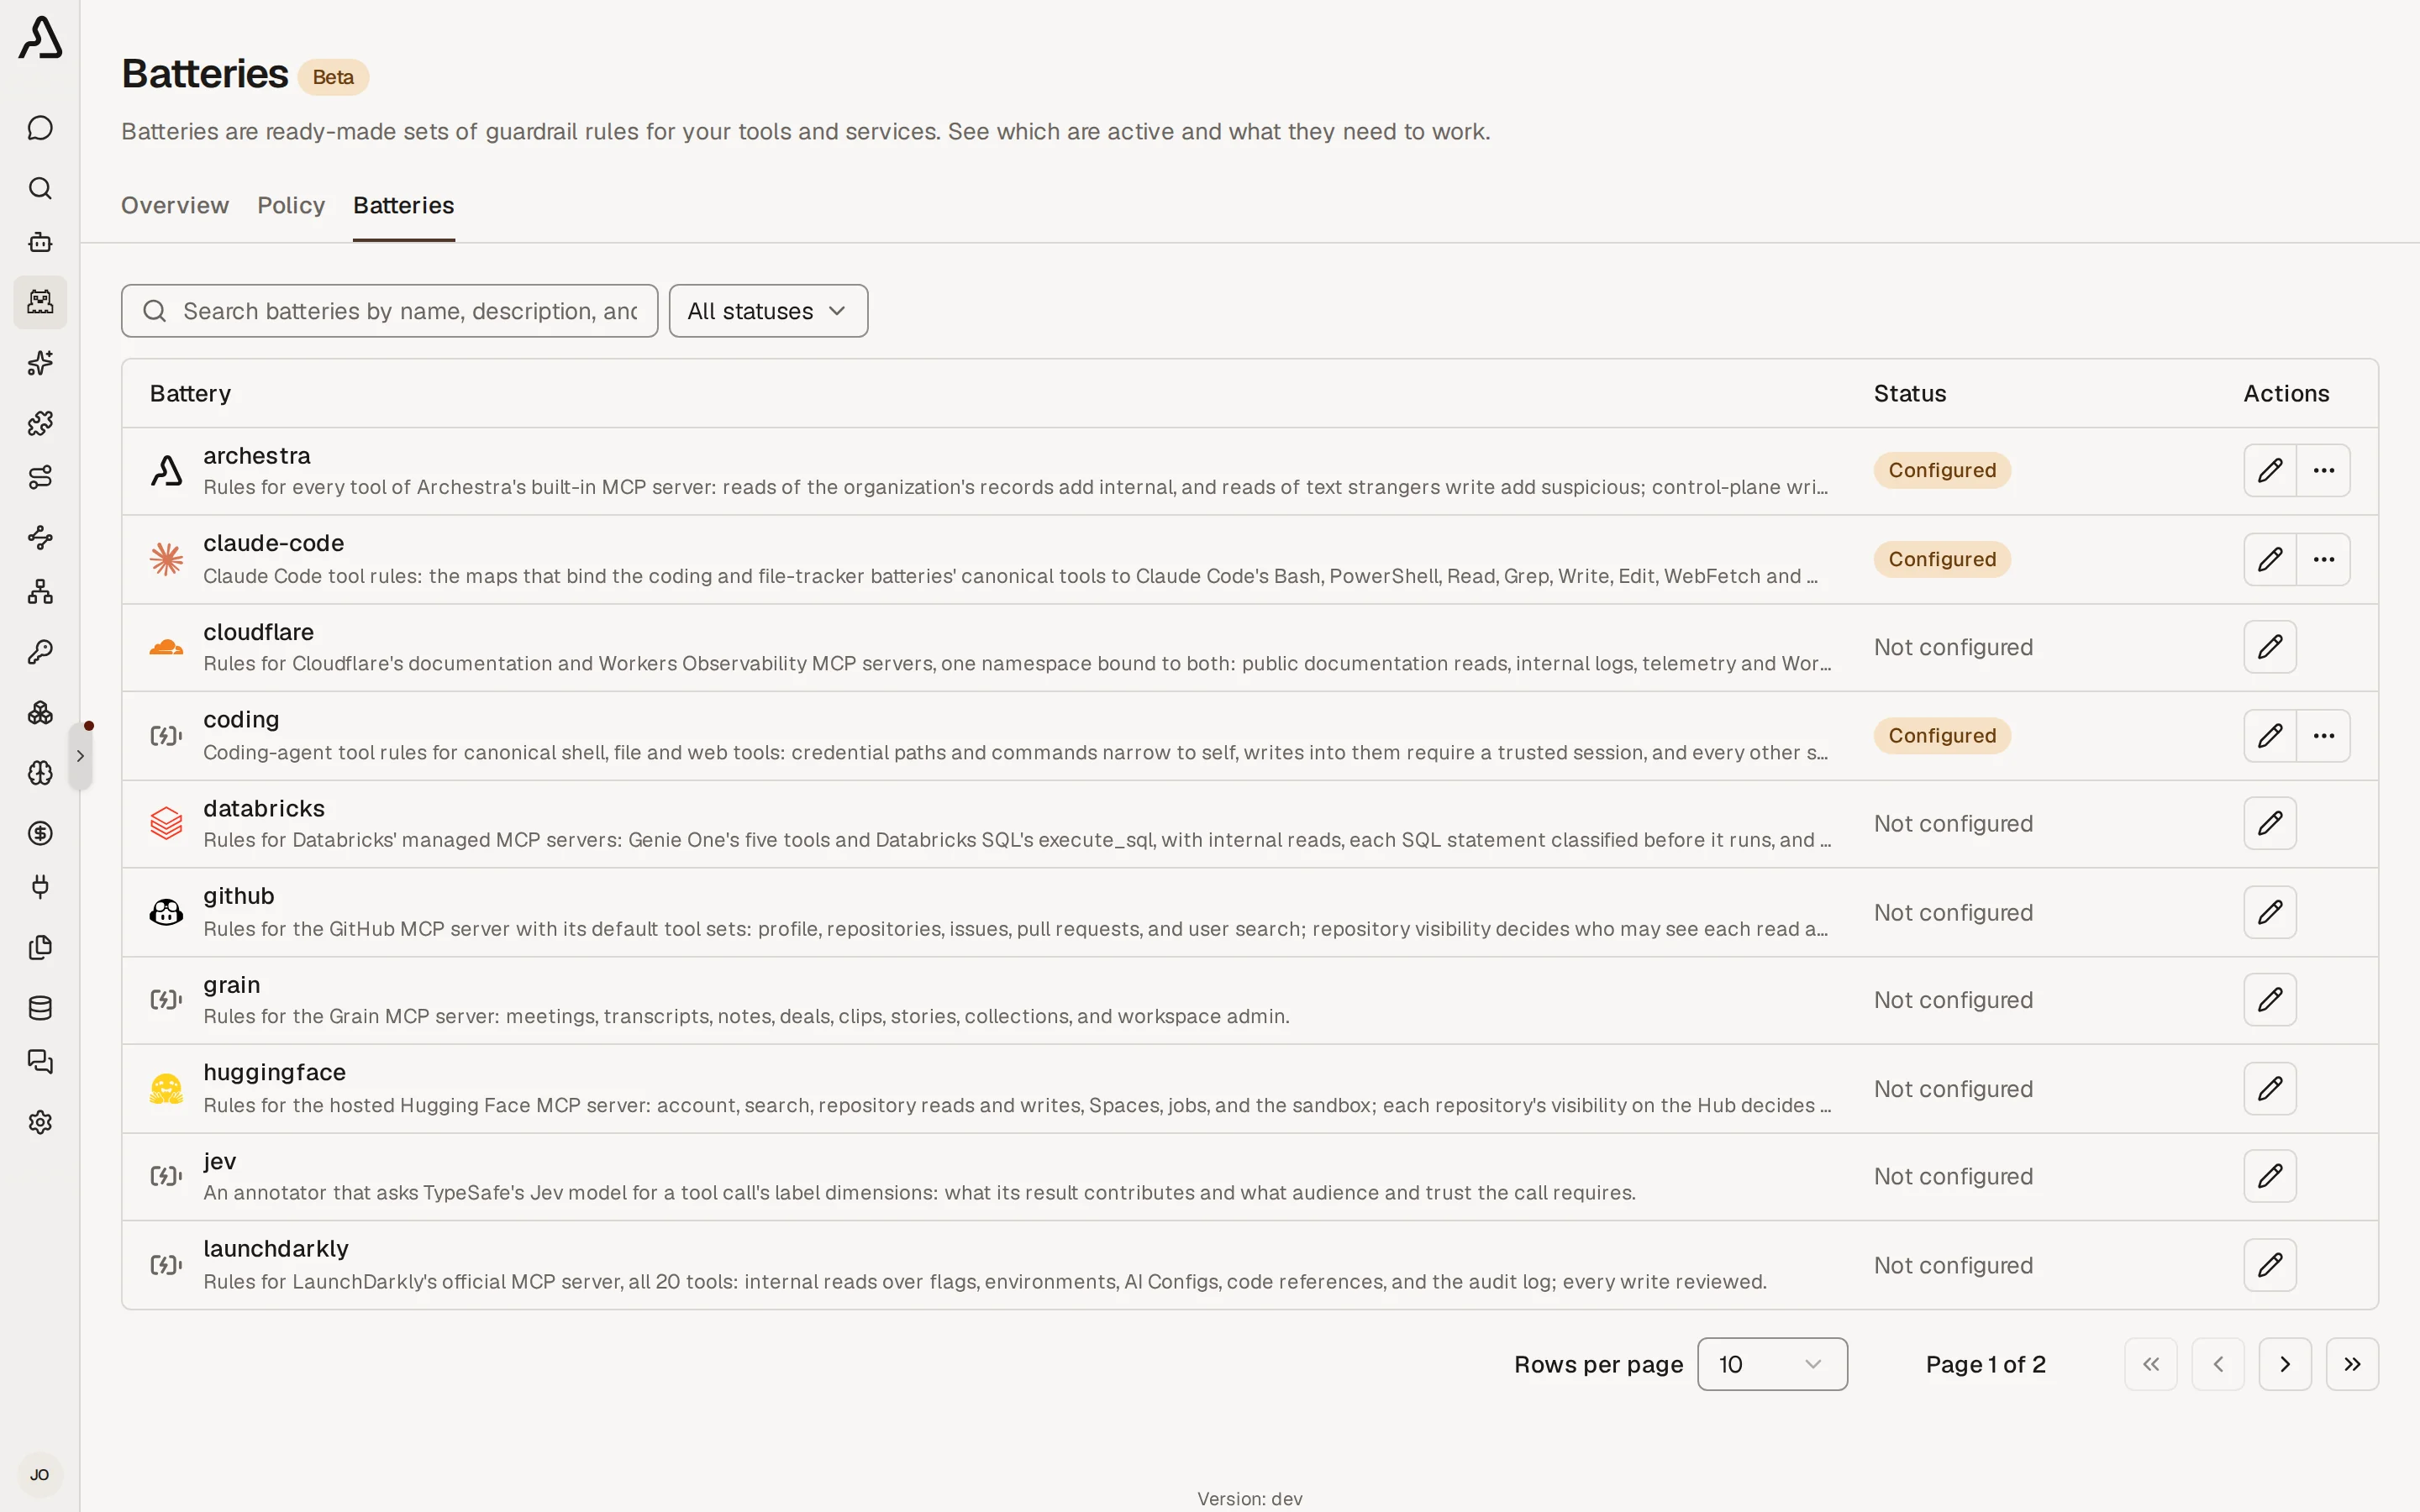 Batteries Beta
Batteries are ready-made sets of guardrail rules for your tools and services. See which are active and what they need to work.
Overview Policy Batteries
Search batteries by name, description, and
All statuses
Battery Status Actions
archestra
Rules for every tool of Archestra's built-in MCP server: reads of the organization's records add internal, and reads of text strangers write add suspicious; control-plane wri...
Configured
claude-code
Claude Code tool rules: the maps that bind the coding and file-tracker batteries' canonical tools to Claude Code's Bash, PowerShell, Read, Grep, Write, Edit, WebFetch and ...
Configured
cloudflare
Rules for Cloudflare's documentation and Workers Observability MCP servers, one namespace bound to both: public documentation reads, internal logs, telemetry and Wor...
Not configured
coding
Coding-agent tool rules for canonical shell, file and web tools: credential paths and commands narrow to self, writes into them require a trusted session, and every other s...
Configured
databricks
Rules for Databricks' managed MCP servers: Genie One's five tools and Databricks SQL's execute_sql, with internal reads, each SQL statement classified before it runs, and ...
Not configured
github
Rules for the GitHub MCP server with its default tool sets: profile, repositories, issues, pull requests, and user search; repository visibility decides who may see each read a...
Not configured
grain
Rules for the Grain MCP server: meetings, transcripts, notes, deals, clips, stories, collections, and workspace admin.
Not configured
huggingface
Rules for the hosted Hugging Face MCP server: account, search, repository reads and writes, Spaces, jobs, and the sandbox; each repository's visibility on the Hub decides ...
Not configured
jev
An annotator that asks TypeSafe's Jev model for a tool call's label dimensions: what its result contributes and what audience and trust the call requires.
Not configured
launchdarkly
Rules for LaunchDarkly's official MCP server, all 20 tools: internal reads over flags, environments, AI Configs, code references, and the audit log; every write reviewed.
Not configured
Rows per page 10 Page 1 of 2
JO
Version: dev